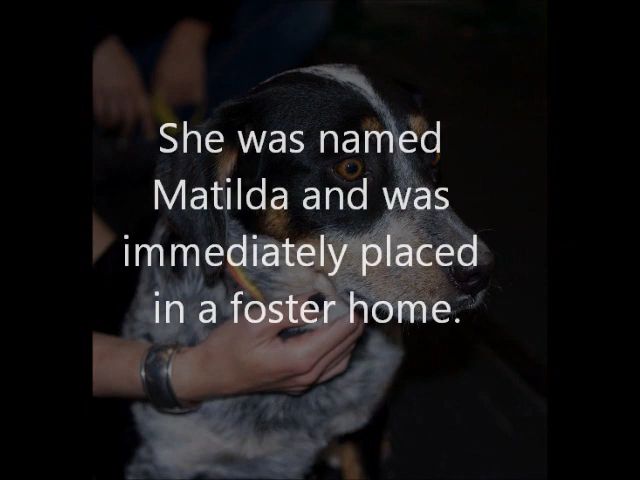 She was named
Matilda and was
immediately placed
in a foster home.